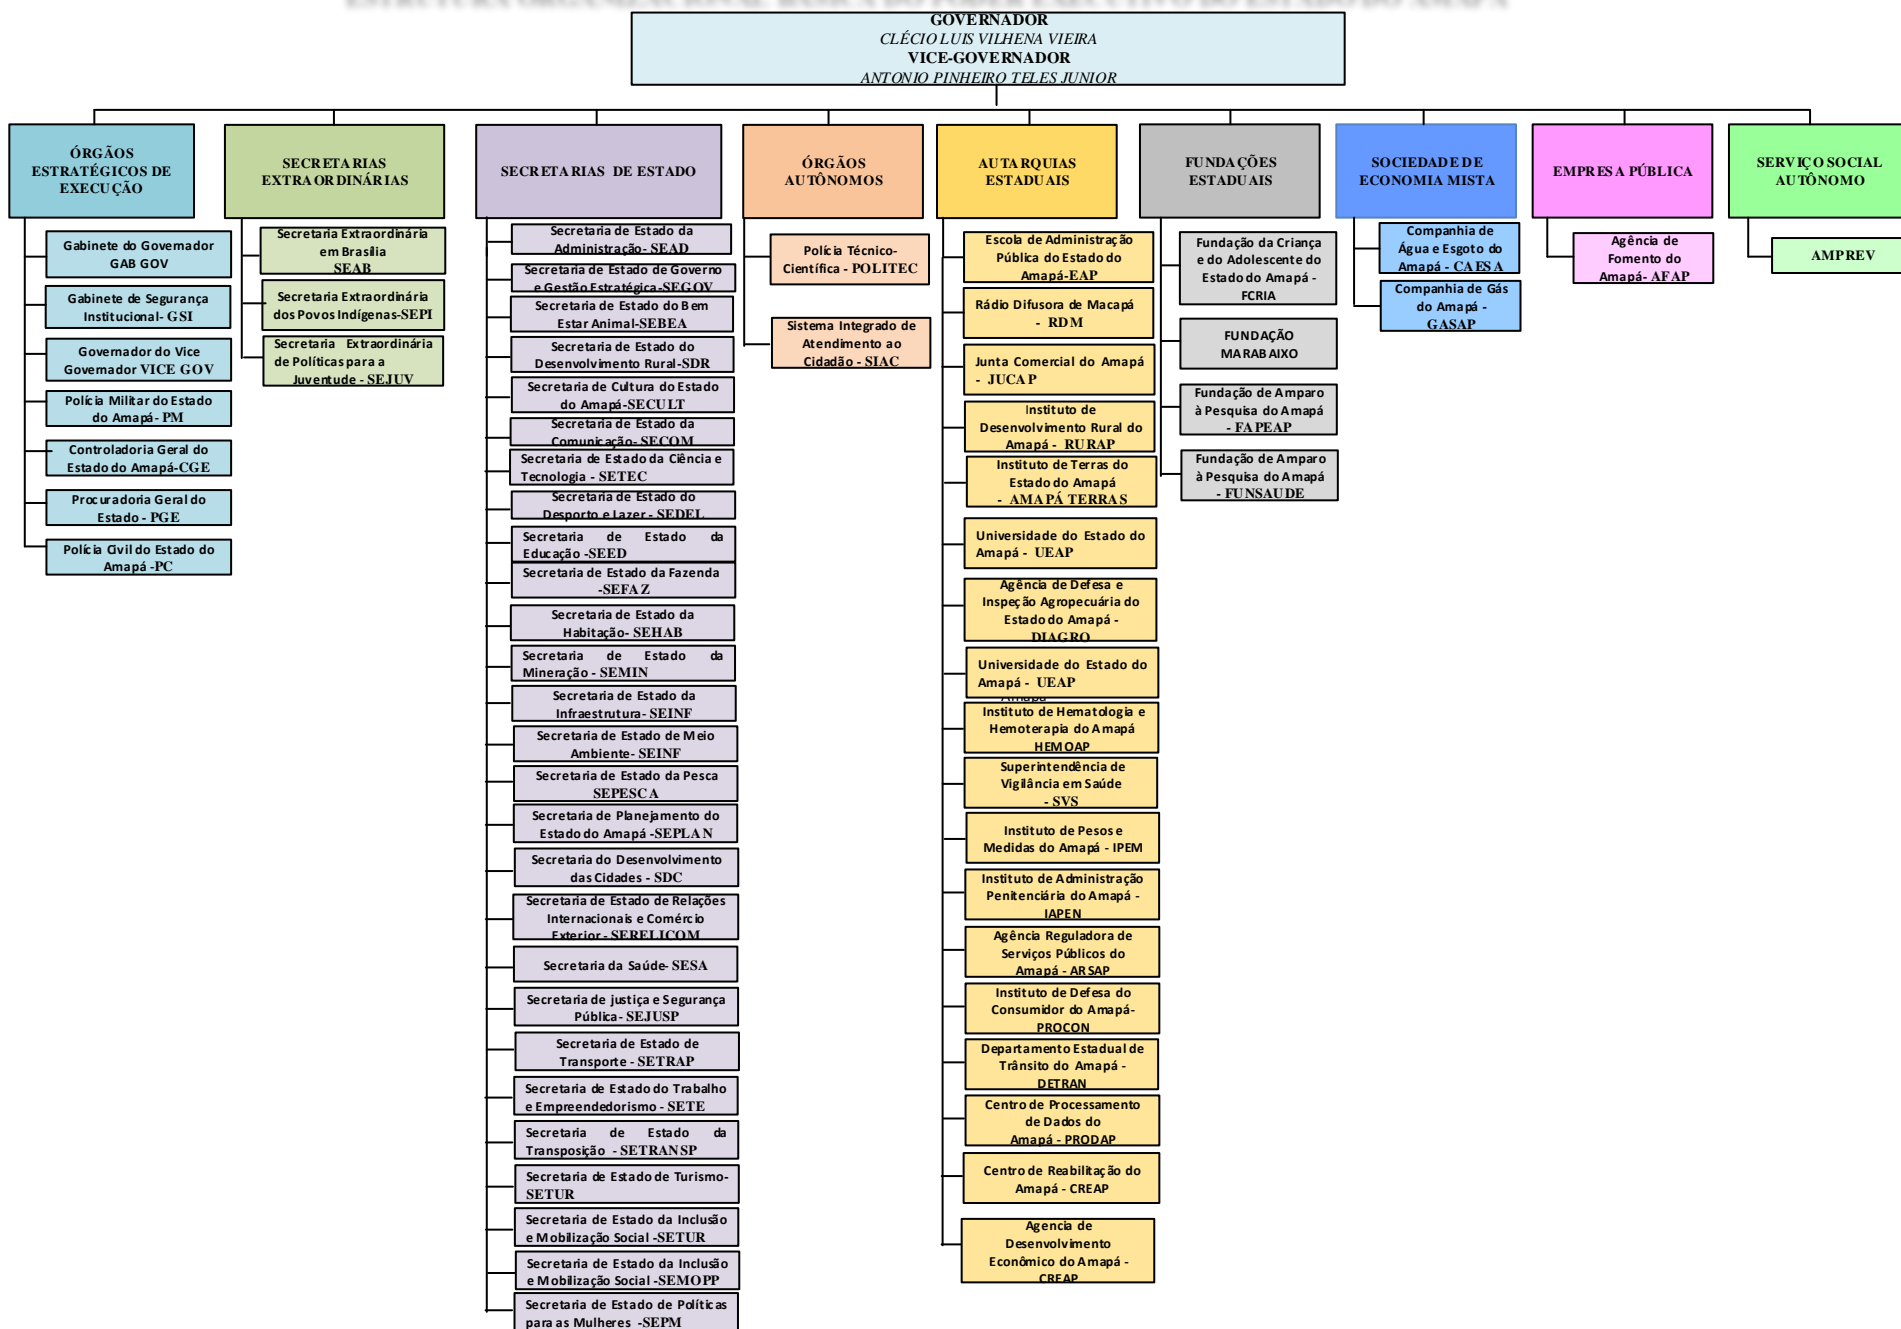 ESTRUTURA ORGANIZACIONAL BÁSICA DO PODER EXECUTIVO DO ESTADO DO AMAPÁ
GOVERNADOR
CLÉCIO LUIS VILHENA VIEIRA
VICE-GOVERNADOR
ANTONIO PINHEIRO TELES JUNIOR
ÓRGÃOS
ESTRATÉGICOS DE
EXECUÇÃO
Gabinete do Governador
GAB GOV
Gabinete de Segurança
Institucional- GSI
Governador do Vice
Governador VICE GOV
Polícia Militar do Estado
do Amapá- PM
Controladoria Geral do
Estado do Amapá-CGE
Procuradoria Geral do
Estado - PGE
Polícia Civil do Estado do
Amapá -PC
SECRETARIAS
EXTRAORDINÁRIAS
Secretaria Extraordinária
em Brasília
SEAB
Secretaria Extraordinária
dos Povos Indígenas-SEPI
Secretaria Extraordinária
de Políticas para a
Juventude - SEJUV
SECRETARIAS DE ESTADO
Secretaria de Estado da
Administração- SEAD
Secretaria de Estado de Governo
e Gestão Estratégica-SEGOV
Secretaria de Estado do Bem
Estar Animal-SEBEA
Secretaria de Estado do
Desenvolvimento Rural-SDR
Secretaria de Cultura do Estado
do Amapá-SECULT
Secretaria de Estado da
Comunicação- SECOM
Secretaria de Estado da Ciência e
Tecnologia - SETEC
Secretaria de Estado do
Desporto e Lazer - SEDEL
Secretaria de Estado da
Educação -SEED
Secretaria de Estado da Fazenda
-SEFAZ
Secretaria de Estado da
Habitação- SEHAB
Secretaria de Estado da
Mineração - SEMIN
Secretaria de Estado da
Infraestrutura- SEINF
Secretaria de Estado de Meio
Ambiente- SEINF
Secretaria de Estado da Pesca
SEPESCA
Secretaria de Planejamento do
Estado do Amapá -SEPLAN
Secretaria do Desenvolvimento
das Cidades - SDC
Secretaria de Estado de Relações
Internacionais e Comércio
Exterior - SERELICOM
Secretaria da Saúde- SESA
Secretaria de justiça e Segurança
Pública- SEJUSP
Secretaria de Estado de
Transporte - SETRAP
Secretaria de Estado do Trabalho
e Empreendedorismo - SETE
Secretaria de Estado da
Transposição - SETRANSP
Secretaria de Estado de Turismo-
SETUR
Secretaria de Estado da Inclusão
e Mobilização Social -SETUR
Secretaria de Estado da Inclusão
e Mobilização Social -SEMOPP
Secretaria de Estado de Políticas
para as Mulheres -SEPM
ÓRGÃOS
AUTÔNOMOS
Polícia Técnico-
Científica - POLITEC
Sistema Integrado de
Atendimento ao
Cidadão - SIAC
AUTARQUIAS
ESTADUAIS
Escola de Administração
Pública do Estado do
Amapá-EAP
Rádio Difusora de Macapá
- RDM
Junta Comercial do Amapá
- JUCAP
Instituto de
Desenvolvimento Rural do
Amapá - RURAP
Instituto de Terras do
Estado do Amapá
- AMAPÁ TERRAS
Universidade do Estado do
Amapá - UEAP
Agência de Defesa e
Inspeção Agropecuária do
Estado do Amapá -
DIAGRO
Universidade do Estado do
Amapá - UEAP
Amapá
Instituto de Hematologia e
Hemoterapia do Amapá
HEMOAP
Superintendência de
Vigilância em Saúde
- SVS
Instituto de Pesos e
Medidas do Amapá - IPEM
Instituto de Administração
Penitenciária do Amapá -
IAPEN
Agência Reguladora de
Serviços Públicos do
Amapá - ARSAP
Instituto de Defesa do
Consumidor do Amapá-
PROCON
Departamento Estadual de
Trânsito do Amapá -
DETRAN
Centro de Processamento
de Dados do
Amapá - PRODAP
Centro de Reabilitação do
Amapá - CREAP
Agencia de
Desenvolvimento
Econômico do Amapá -
CREAP
FUNDAÇÕES
ESTADUAIS
Fundação da Criança
e do Adolescente do
Estado do Amapá -
FCRIA
FUNDAÇÃO
MARABAIXO
Fundação de Amparo
à Pesquisa do Amapá
- FAPEAP
Fundação de Amparo
à Pesquisa do Amapá
- FUNSAUDE
SOCIEDADE DE
ECONOMIA MISTA
Companhia de
Água e Esgoto do
Amapá - CAESA
Companhia de Gás
do Amapá -
GASAP
EMPRESA PÚBLICA
Agência de
Fomento do
Amapá- AFAP
SERVIÇO SOCIAL
AUTÔNOMO
AMPREV